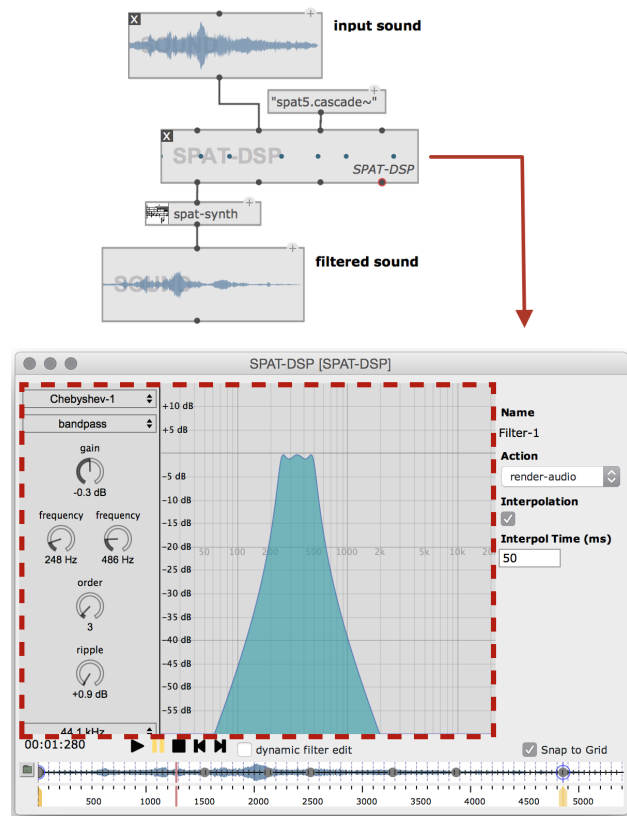 input sound
"spat5.cascade~"
SPAT-DSP
SPAT-DSP
spat-synth
SOUND
filtered sound
SPAT-DSP [SPAT-DSP]
Chebyshev-1
bandpass
gain
-0.3 dB
frequency frequency
248 Hz 486 Hz
order
3
ripple
+0.9 dB
44.1 kHz
+10 dB
+5 dB
-5 dB
-10 dB
-15 dB
-20 dB
-25 dB
-30 dB
-35 dB
-40 dB
-45 dB
-50 dB
-55 dB
50 100 200 500 1000 2k 5k 10k
Name
Filter-1
Action
render-audio
Interpolation
Interpol Time (ms)
50
00:01:280
dynamic filter edit
Snap to Grid
500 1000 1500 2000 2500 3000 3500 4000 4500 5000